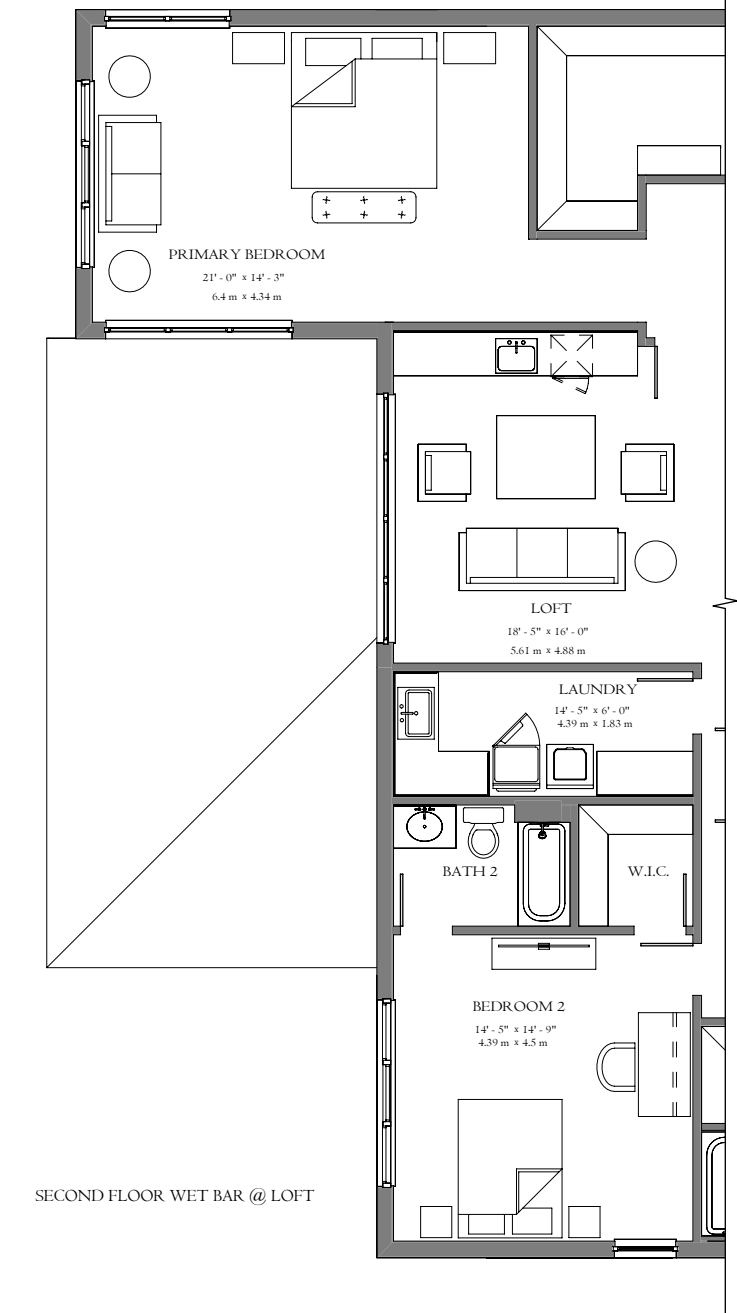 PRIMARY BEDROOM
21' - 0" x 14' - 3"
6.4 m x 4.34 m
LOFT
18' - 5" x 16' - 0"
5.61 m x 4.88 m
LAUNDRY
14' - 5" x 6' - 0"
4.39 m x 1.83 m
BATH 2
W.I.C.
BEDROOM 2
14' - 5" x 14' - 9"
4.39 m x 4.5 m
SECOND FLOOR WET BAR @ LOFT